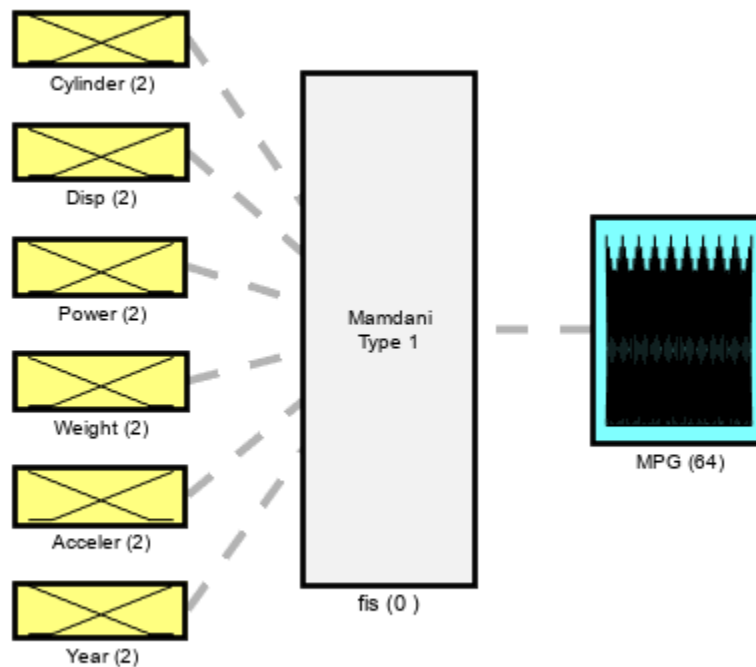 Cylinder (2)
Disp (2)
Power (2)
Weight (2)
Acceler (2)
Year (2)
Mamdani
Type 1
fis (0 )
MPG (64)